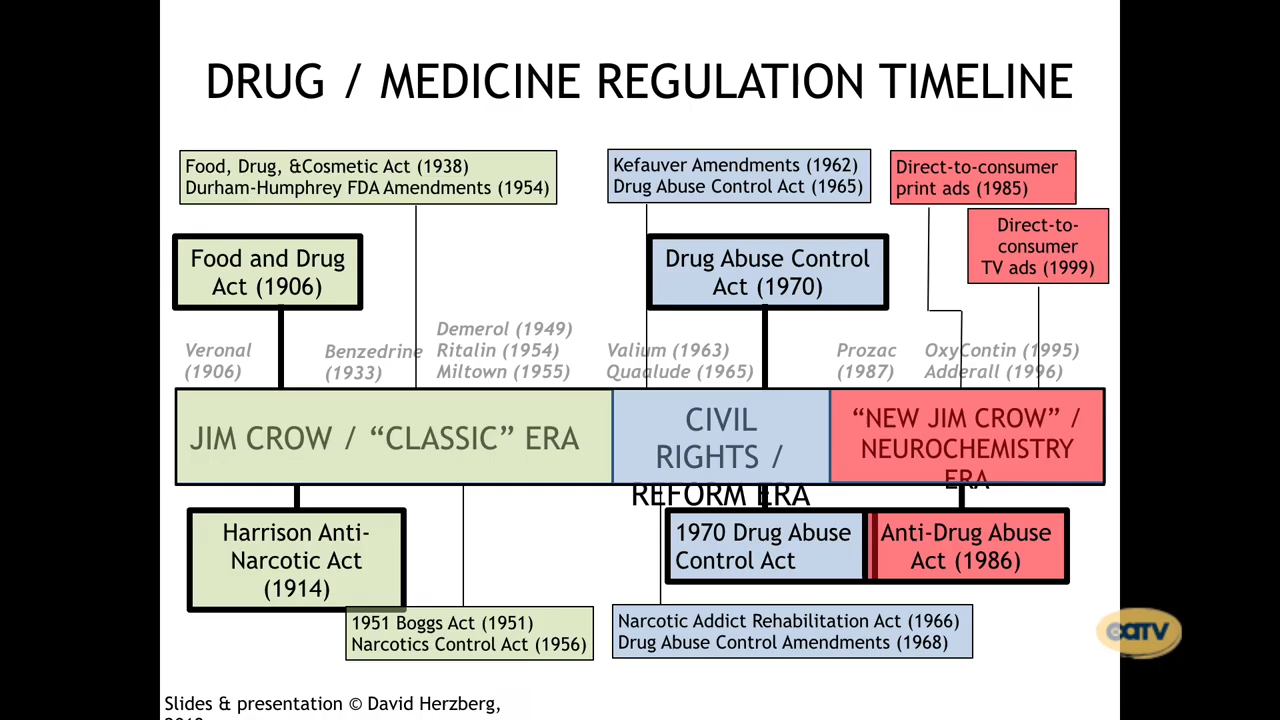 DRUG / MEDICINE REGULATION TIMELINE
Food, Drug, &Cosmetic Act (1938)
Durham-Humphrey FDA Amendments (1954)
Kefauver Amendments (1962)
Drug Abuse Control Act (1965)
Direct-to-consumer
print ads (1985)
Direct-to-
consumer
TV ads (1999)
Food and Drug
Act (1906)
Drug Abuse Control
Act (1970)
Veronal
(1906)
Benzedrine
(1933)
Demerol (1949)
Ritalin (1954)
Miltown (1955)
Valium (1963)
Quaalude (1965)
Prozac
(1987)
OxyContin (1995)
Adderall (1996)
JIM CROW / “CLASSIC” ERA
CIVIL
RIGHTS /
REFORM ERA
“NEW JIM CROW” /
NEUROCHEMISTRY
ERA
Harrison Anti-
Narcotic Act
(1914)
1970 Drug Abuse
Control Act
Anti-Drug Abuse
Act (1986)
1951 Boggs Act (1951)
Narcotics Control Act (1956)
Narcotic Addict Rehabilitation Act (1966)
Drug Abuse Control Amendments (1968)
CATV
Slides & presentation © David Herzberg,